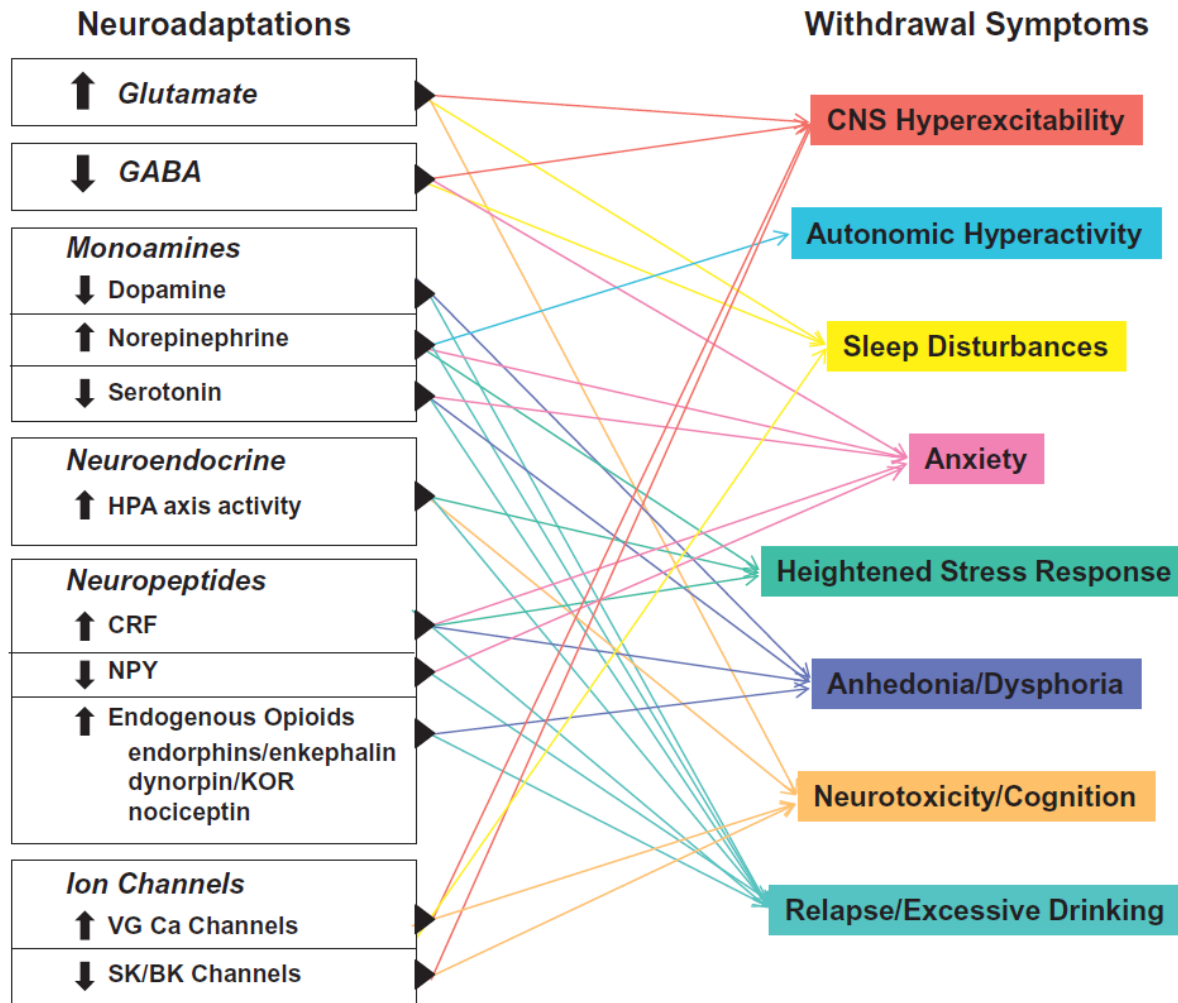 Neuroadaptations
Glutamate
GABA
Monoamines
Dopamine
Norepinephrine
Serotonin
Neuroendocrine
HPA axis activity
Neuropeptides
CRF
NPY
Endogenous Opioids
endorphins/enkephalin
dynorpin/KOR
nociceptin
Ion Channels
VG Ca Channels
SK/BK Channels
Withdrawal Symptoms
CNS Hyperexcitability
Autonomic Hyperactivity
Sleep Disturbances
Anxiety
Heightened Stress Response
Anhedonia/Dysphoria
Neurotoxicity/Cognition
Relapse/Excessive Drinking